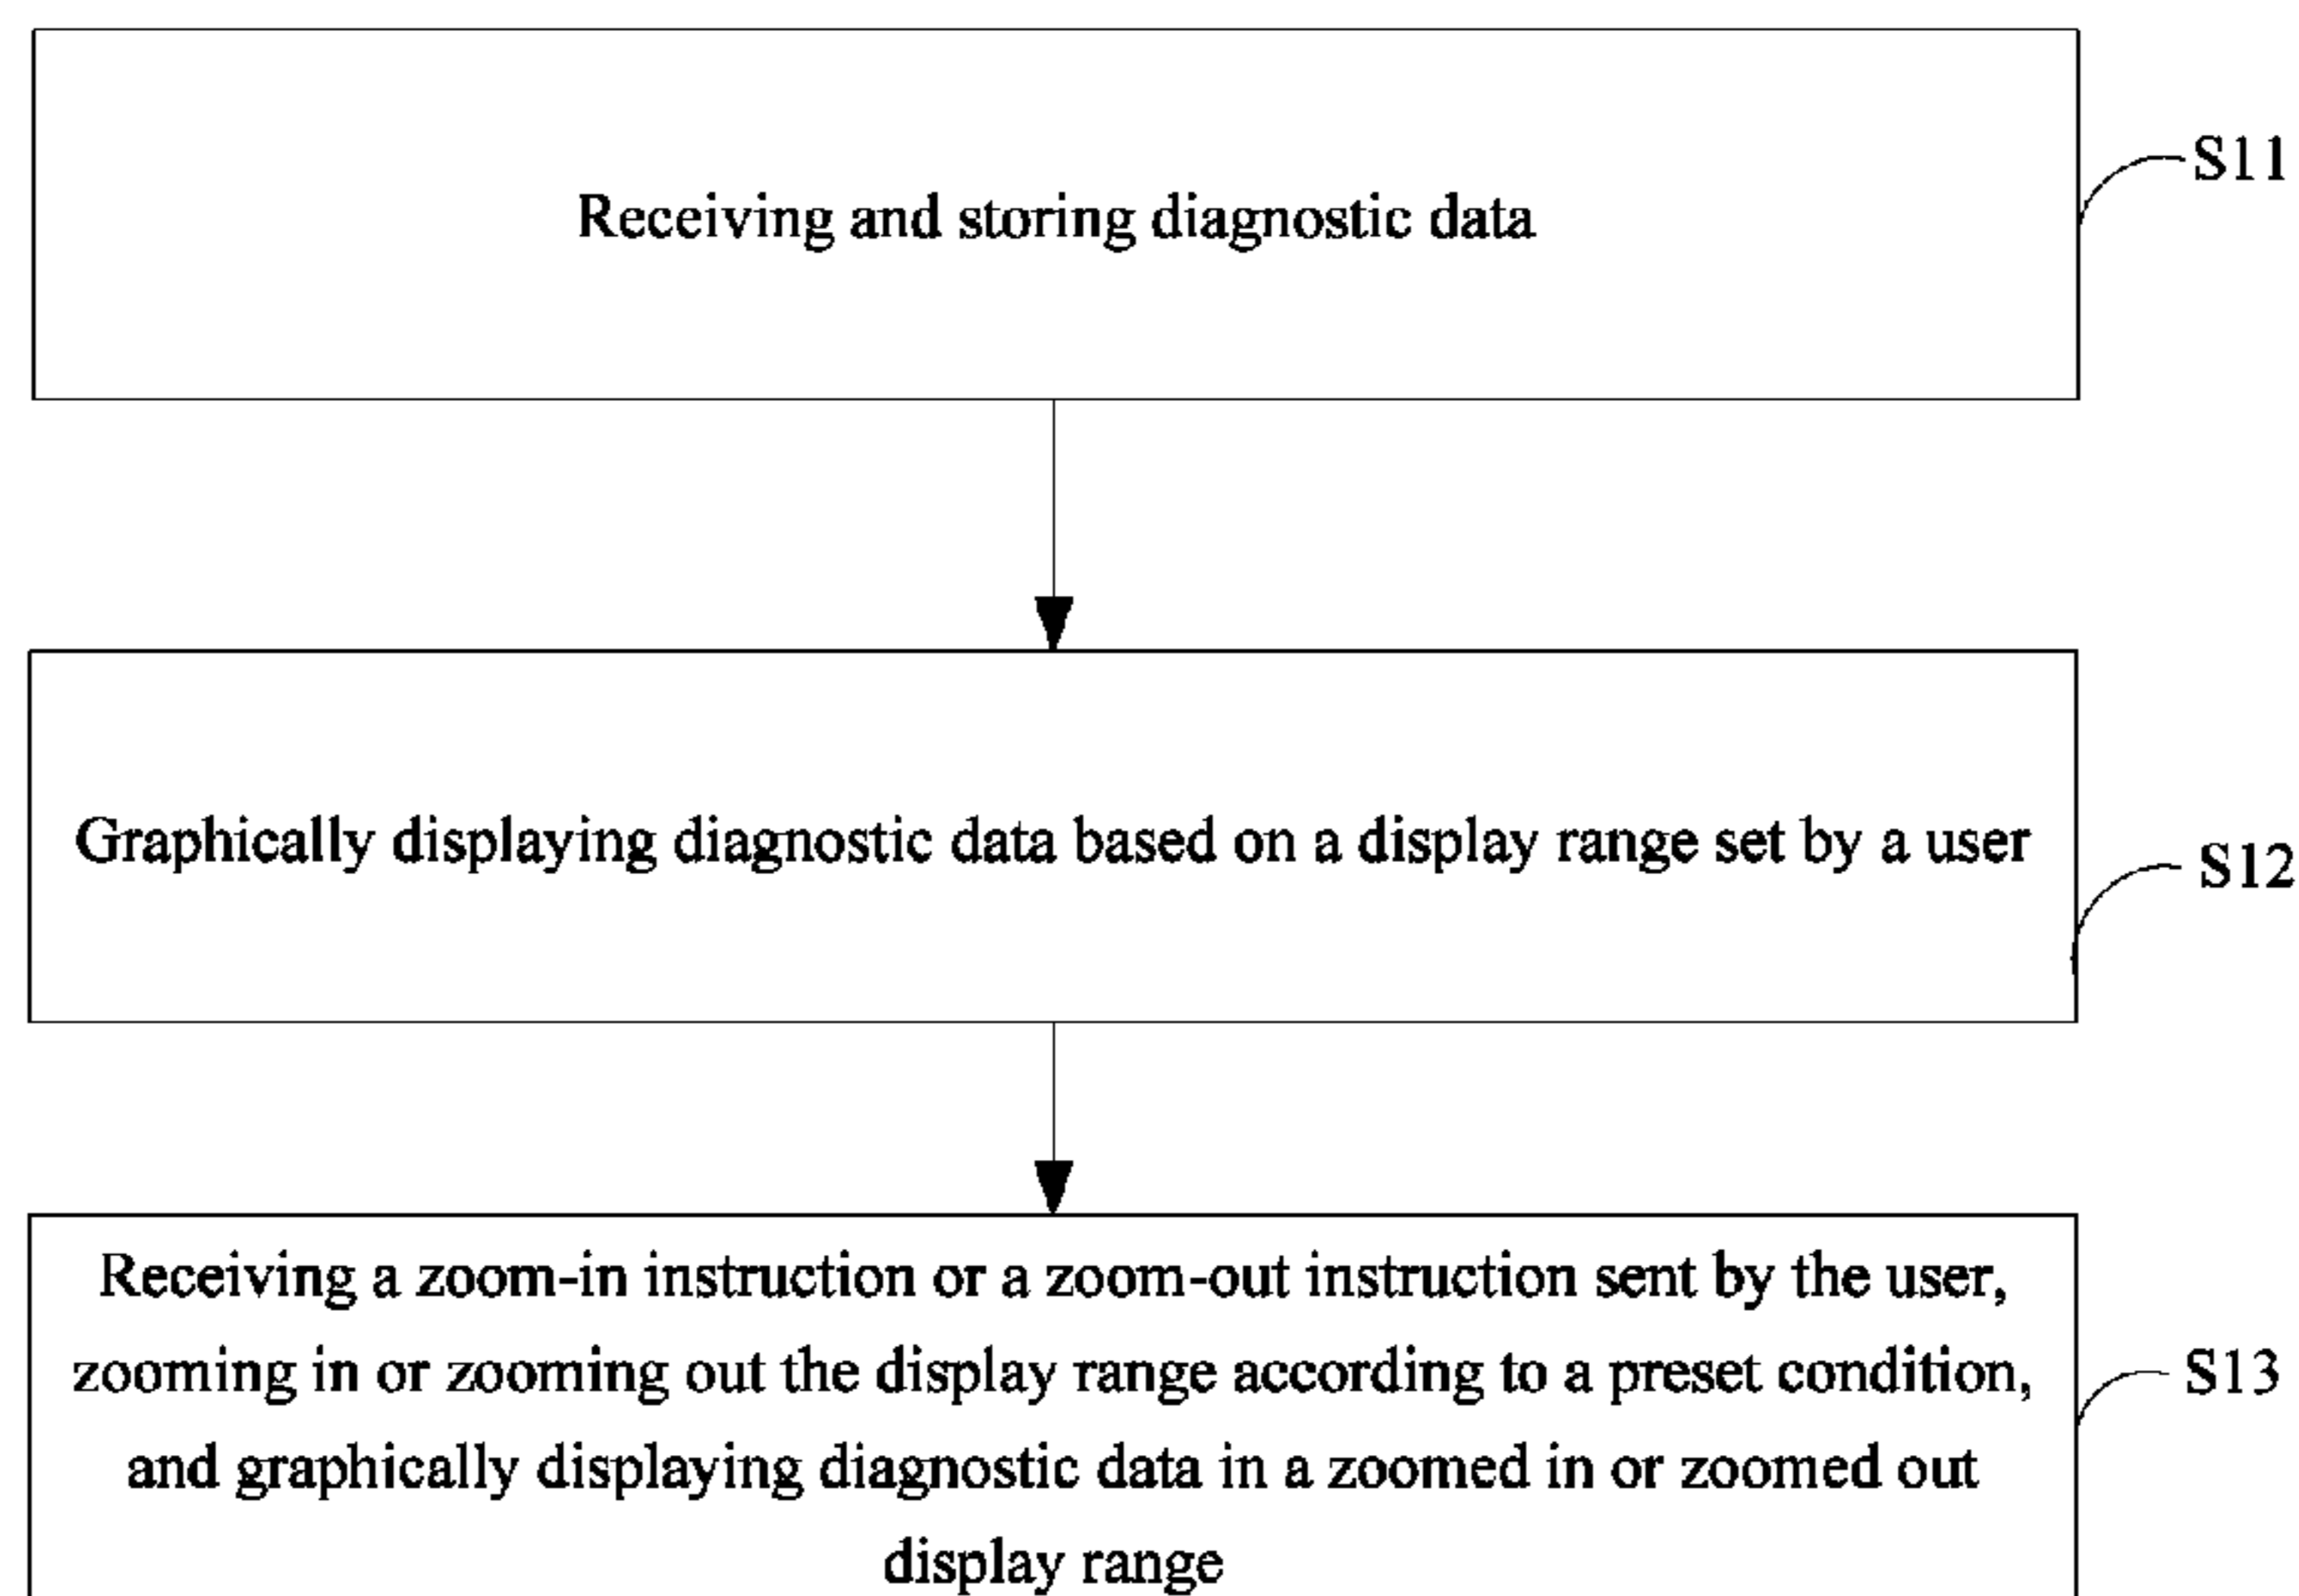 Receiving and storing diagnostic data
S11
Graphically displaying diagnostic data based on a display range set by a user
S12
Receiving a zoom-in instruction or a zoom-out instruction sent by the user,
zooming in or zooming out the display range according to a preset condition,
and graphically displaying diagnostic data in a zoomed in or zoomed out
display range
S13